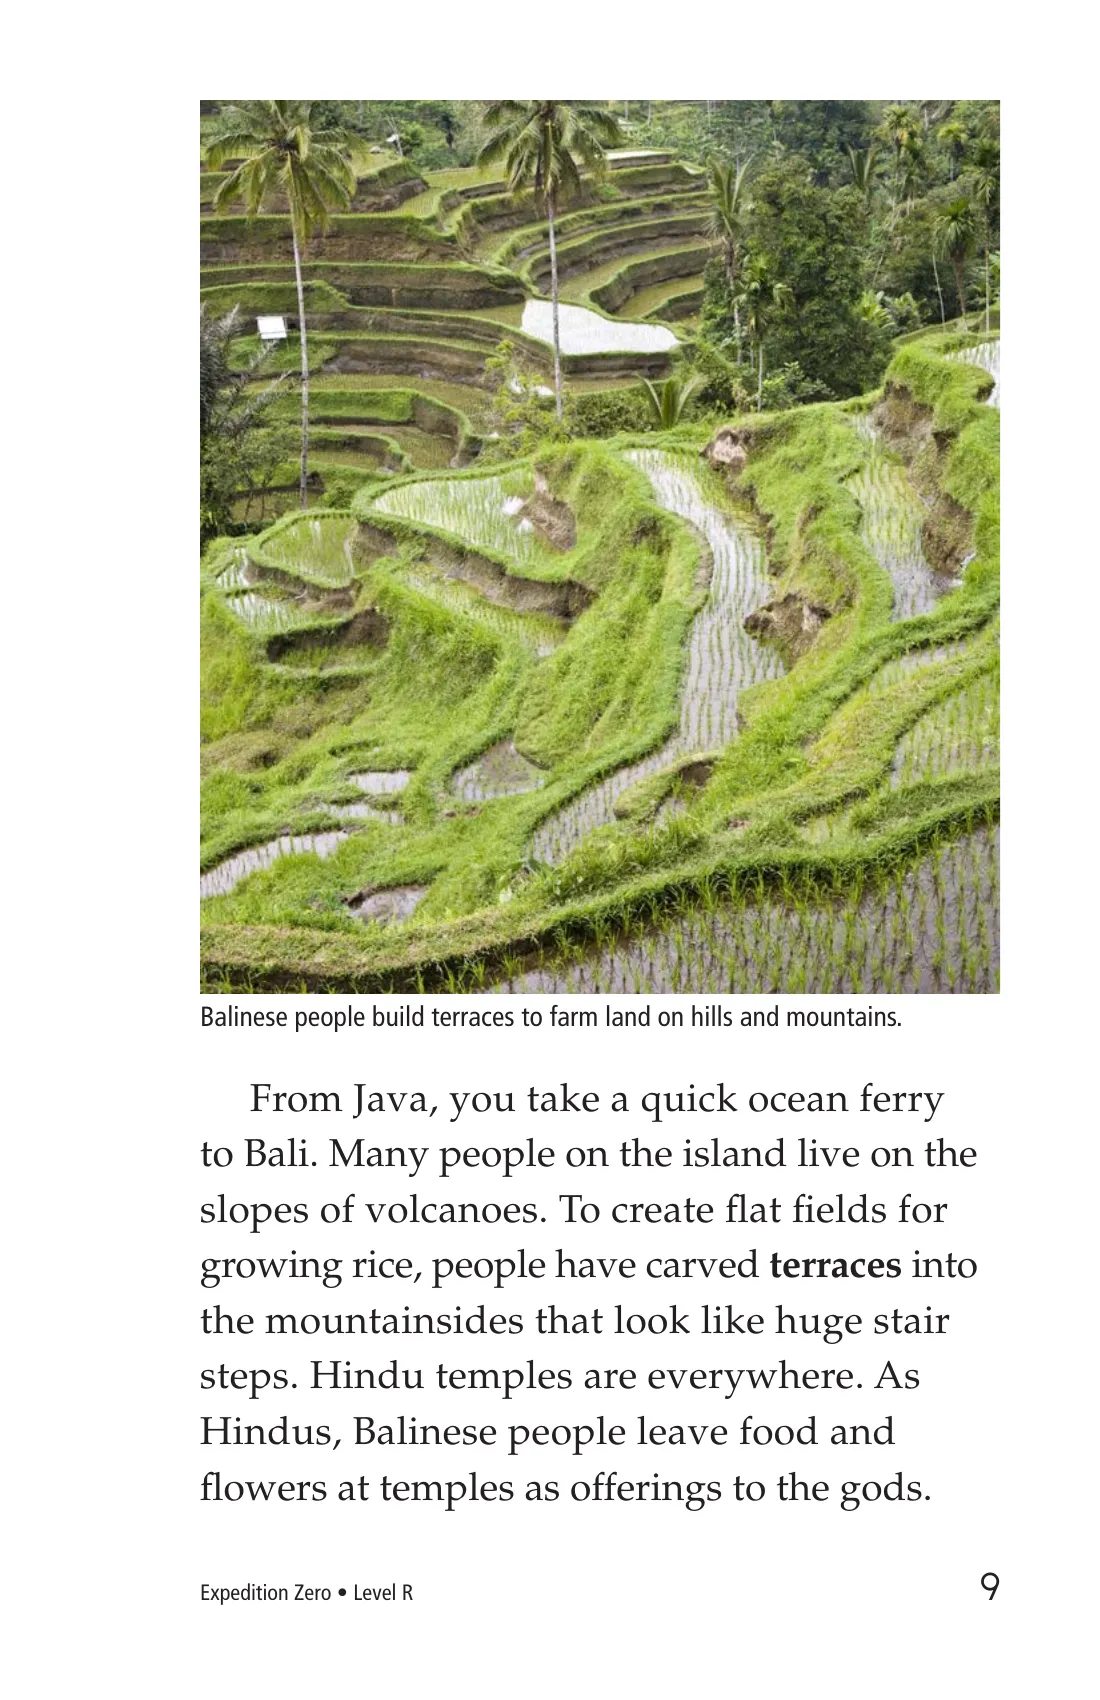 Balinese people build terraces to farm land on hills and mountains.
From Java, you take a quick ocean ferry
to Bali. Many people on the island live on the
slopes of volcanoes. To create flat fields for
growing rice, people have carved terraces into
the mountainsides that look like huge stair
steps. Hindu temples are everywhere. As
Hindus, Balinese people leave food and
flowers at temples as offerings to the gods.
Expedition Zero • Level R
9